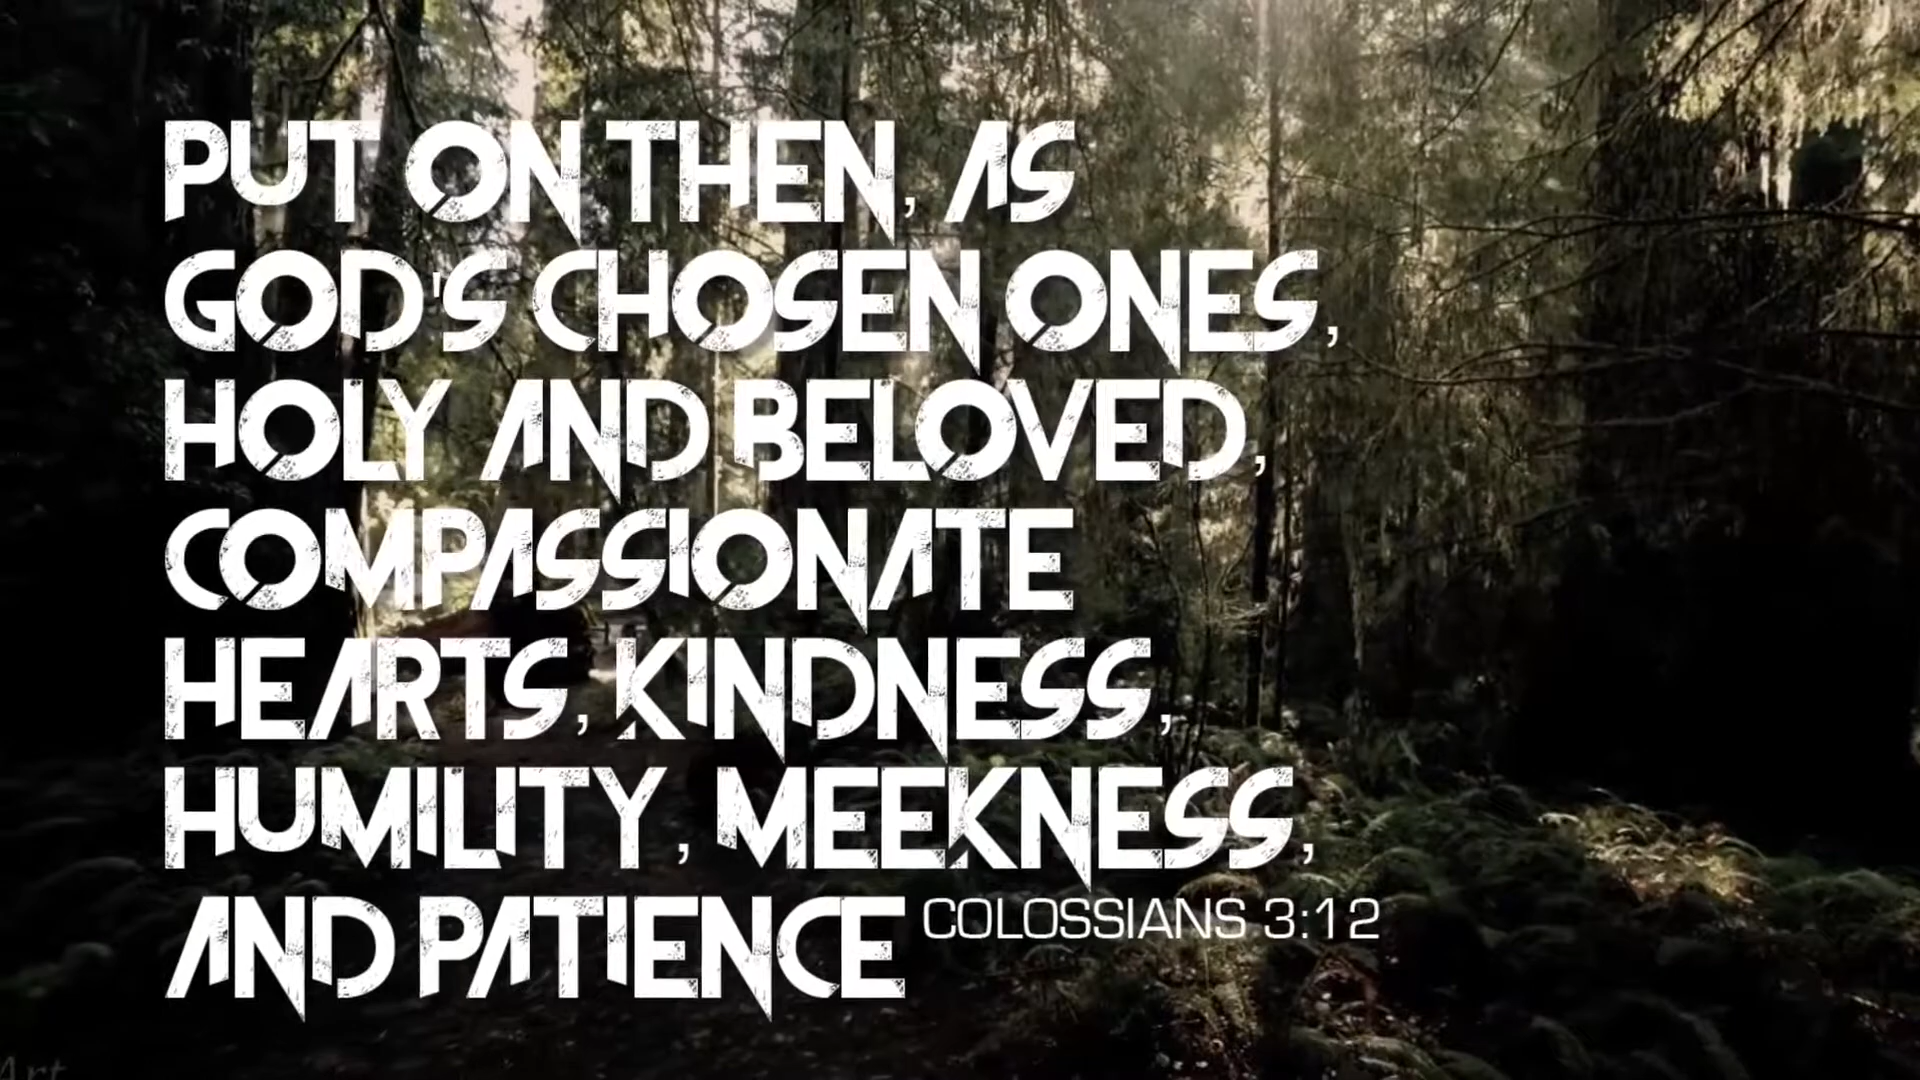 PUT ON THEN, AS
GOD'S CHOSEN ONES,
HOLY AND BELOVED,
COMPASSIONATE
HEARTS, KINDNESS,
HUMILITY, MEEKNESS,
AND PATIENCE COLOSSIANS 3:12
Art